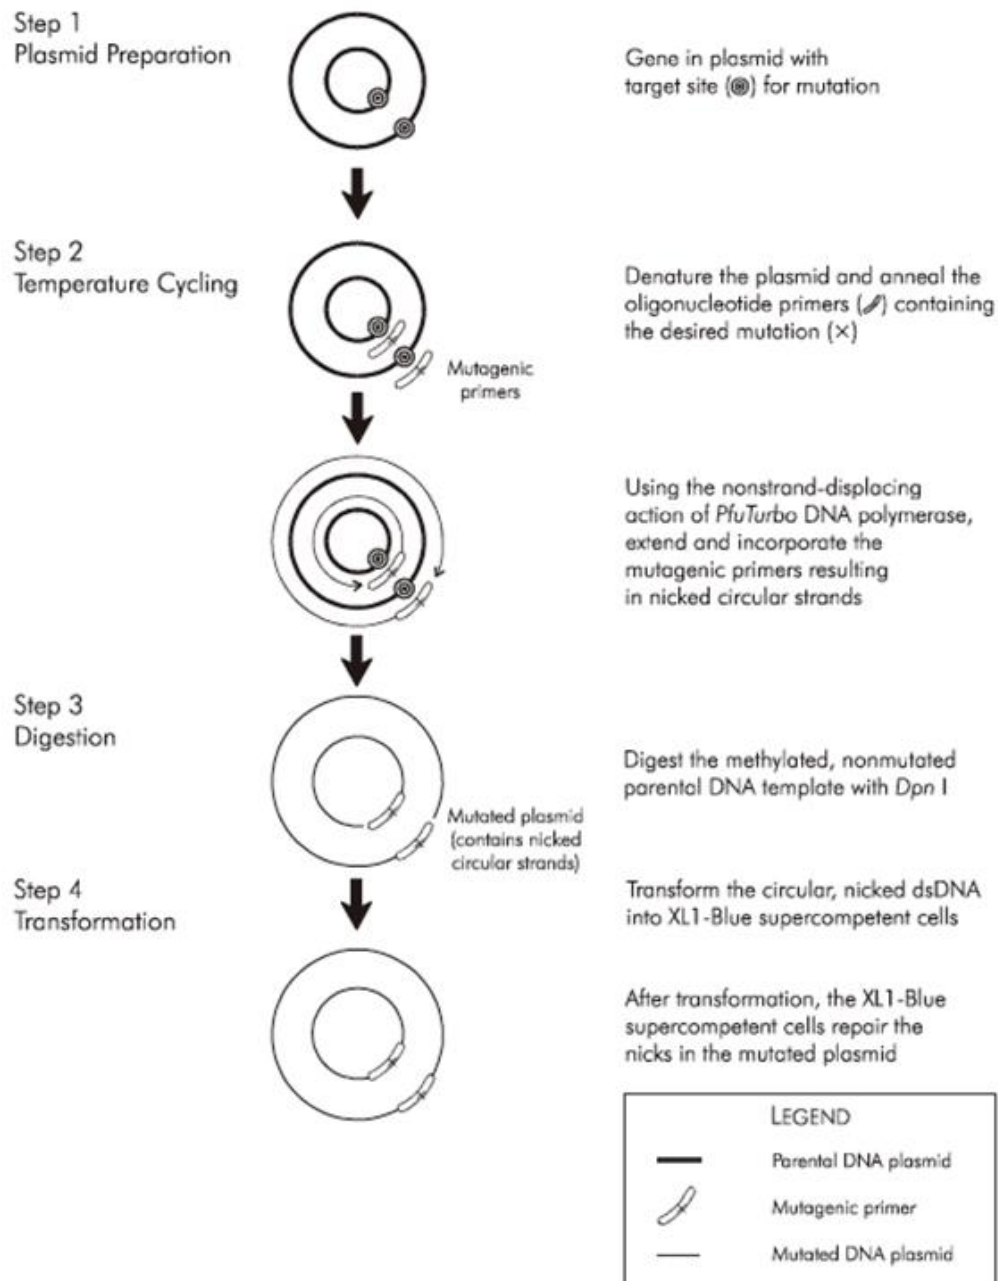 Step 1
Plasmid Preparation
Gene in plasmid with
target site () for mutation
Step 2
Temperature Cycling
Denature the plasmid and anneal the
oligonucleotide primers () containing
the desired mutation (×)
Mutagenic
primers
Using the nonstrand-displacing
action of PfuTurbo DNA polymerase,
extend and incorporate the
mutagenic primers resulting
in nicked circular strands
Step 3
Digestion
Digest the methylated, nonmutated
parental DNA template with Dpn I
Mutated plasmid
(contains nicked
circular strands)
Step 4
Transformation
Transform the circular, nicked dsDNA
into XL1-Blue supercompetent cells
After transformation, the XL1-Blue
supercompetent cells repair the
nicks in the mutated plasmid
LEGEND
Parental DNA plasmid
Mutagenic primer
Mutated DNA plasmid